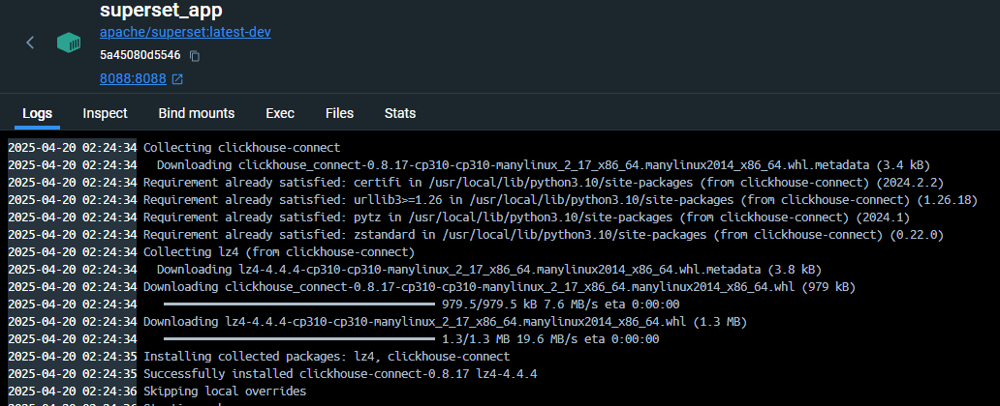 superset_app
apache/superset:latest-dev
5a45080d5546
8088:8088
Logs Inspect Bind mounts Exec Files Stats
2025-04-20 02:24:34 Collecting clickhouse-connect
2025-04-20 02:24:34   Downloading clickhouse_connect-0.8.17-cp310-cp310-manylinux_2_17_x86_64.manylinux2014_x86_64.whl.metadata (3.4 kB)
2025-04-20 02:24:34 Requirement already satisfied: certifi in /usr/local/lib/python3.10/site-packages (from clickhouse-connect) (2024.2.2)
2025-04-20 02:24:34 Requirement already satisfied: urllib3>=1.26 in /usr/local/lib/python3.10/site-packages (from clickhouse-connect) (1.26.18)
2025-04-20 02:24:34 Requirement already satisfied: pytz in /usr/local/lib/python3.10/site-packages (from clickhouse-connect) (2024.1)
2025-04-20 02:24:34 Requirement already satisfied: zstandard in /usr/local/lib/python3.10/site-packages (from clickhouse-connect) (0.22.0)
2025-04-20 02:24:34 Collecting lz4 (from clickhouse-connect)
2025-04-20 02:24:34   Downloading lz4-4.4.4-cp310-cp310-manylinux_2_17_x86_64.manylinux2014_x86_64.whl.metadata (3.8 kB)
2025-04-20 02:24:34 Downloading clickhouse_connect-0.8.17-cp310-cp310-manylinux_2_17_x86_64.manylinux2014_x86_64.whl (979 kB)
2025-04-20 02:24:34 979.5/979.5 kB 7.6 MB/s eta 0:00:00
2025-04-20 02:24:34 Downloading lz4-4.4.4-cp310-cp310-manylinux_2_17_x86_64.manylinux2014_x86_64.whl (1.3 MB)
2025-04-20 02:24:34 1.3/1.3 MB 19.6 MB/s eta 0:00:00
2025-04-20 02:24:35 Installing collected packages: lz4, clickhouse-connect
2025-04-20 02:24:35 Successfully installed clickhouse-connect-0.8.17 lz4-4.4.4
2025-04-20 02:24:36 Skipping local overrides